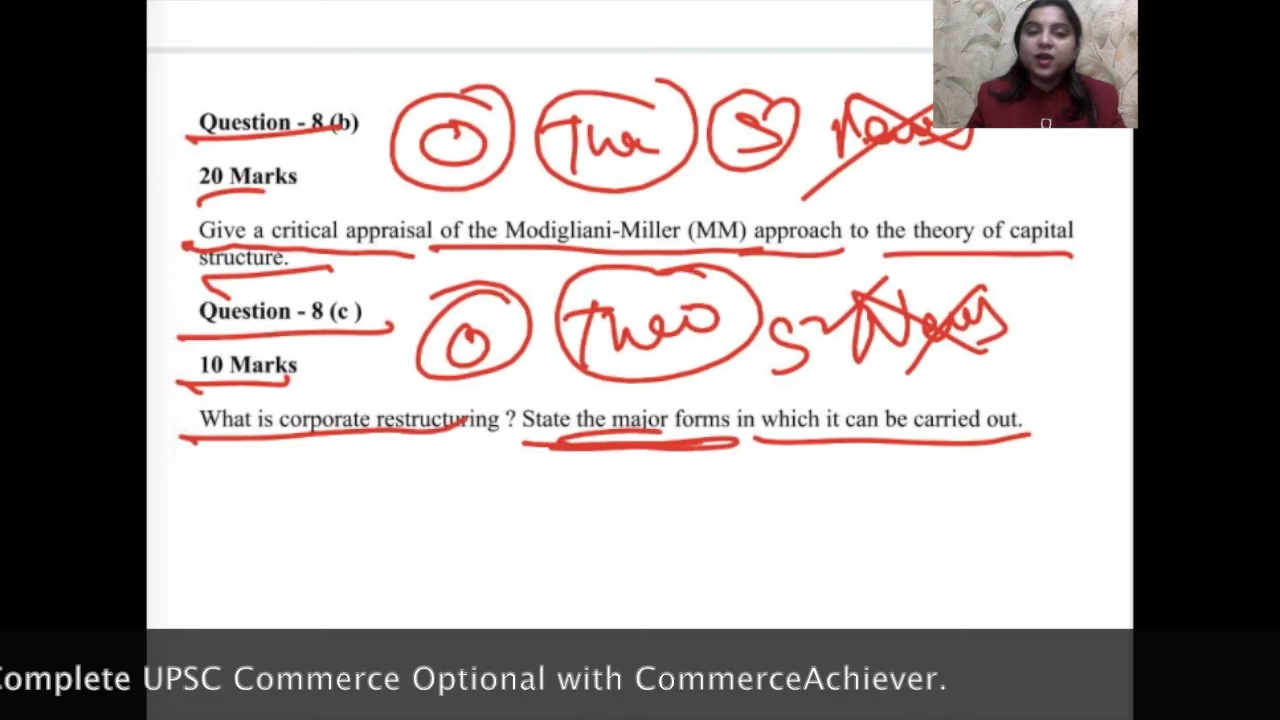 Question - 8 (b)
20 Marks
Give a critical appraisal of the Modigliani-Miller (MM) approach to the theory of capital
structure.
Question - 8 (c )
O Theo
10 Marks
What is corporate restructuring ? State the major forms in which it can be carried out.
Complete UPSC Commerce Optional with CommerceAchiever.